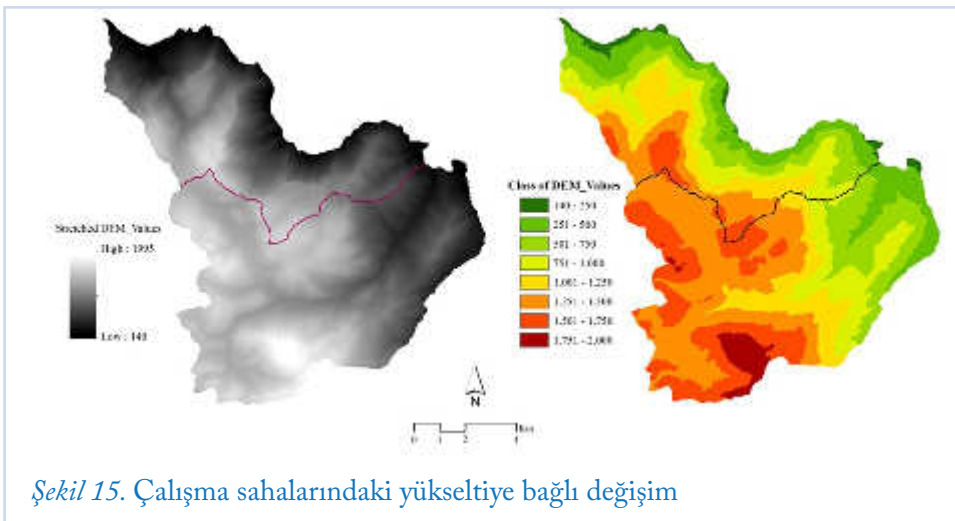 Stretched DEM_Values
High : 1995
Low : 140
Class of DEM_Values
140 - 250
251 - 500
501 - 750
751 - 1.000
1.001 - 1.250
1.251 - 1.500
1.501 - 1.750
1.751 - 2.000
N
0 1 2 4
Km
Şekil 15. Çalışma sahalarındaki yükseltiye bağlı değişim